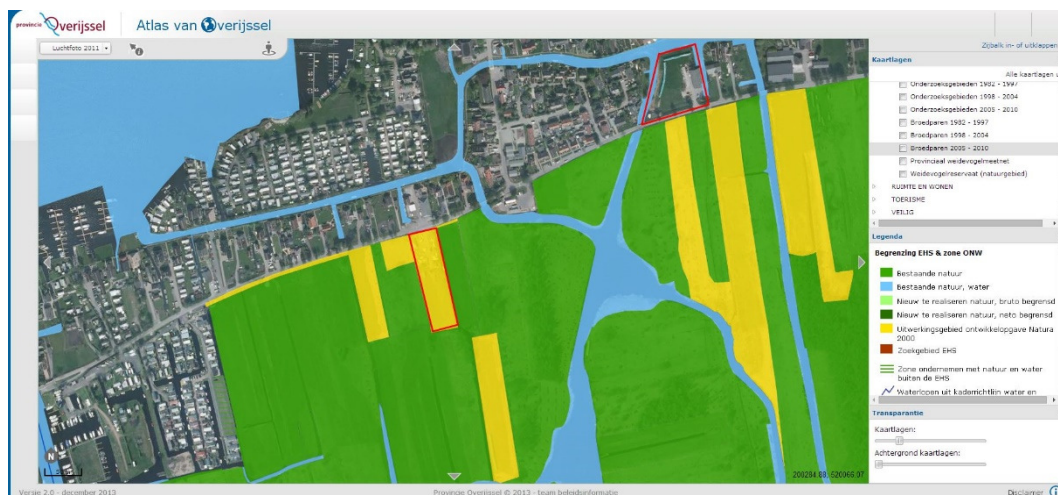 provincie Overijssel
Atlas van Overijssel
Luchtfoto 2011
Zijbalk in- of uitklappen
Kaartlagen
Alle kaartlagen
Onderzoeksgebieden 1982 - 1997
Onderzoeksgebieden 1998 - 2004
Onderzoeksgebieden 2005 - 2010
Broedparen 1982 - 1997
Broedparen 1998 - 2004
Broedparen 2005 - 2010
Provinciaal weidevogelmeetnet
Weidevogelreservaat (natuurgebied)
RUIMTE EN WONEN
TOERISME
VEILIG
Legenda
Begrenzing EHS & zone ONW
Bestaande natuur
Bestaande natuur, water
Nieuw te realiseren natuur, bruto begrensd
Nieuw te realiseren natuur, neto begrensd
Uitwerkingsgebied ontwikkelopgave Natura
2000
Zoekgebied EHS
Zone ondernemen met natuur en water
buiten de EHS
Waterlopen uit kaderrichtlijn water en
Transparantie
Kaartlagen:
Achtergrond kaartlagen:
N
Versie 2.0 - december 2013
Provincie Overijssel © 2013 - team beleidsinformatie
Disclaimer